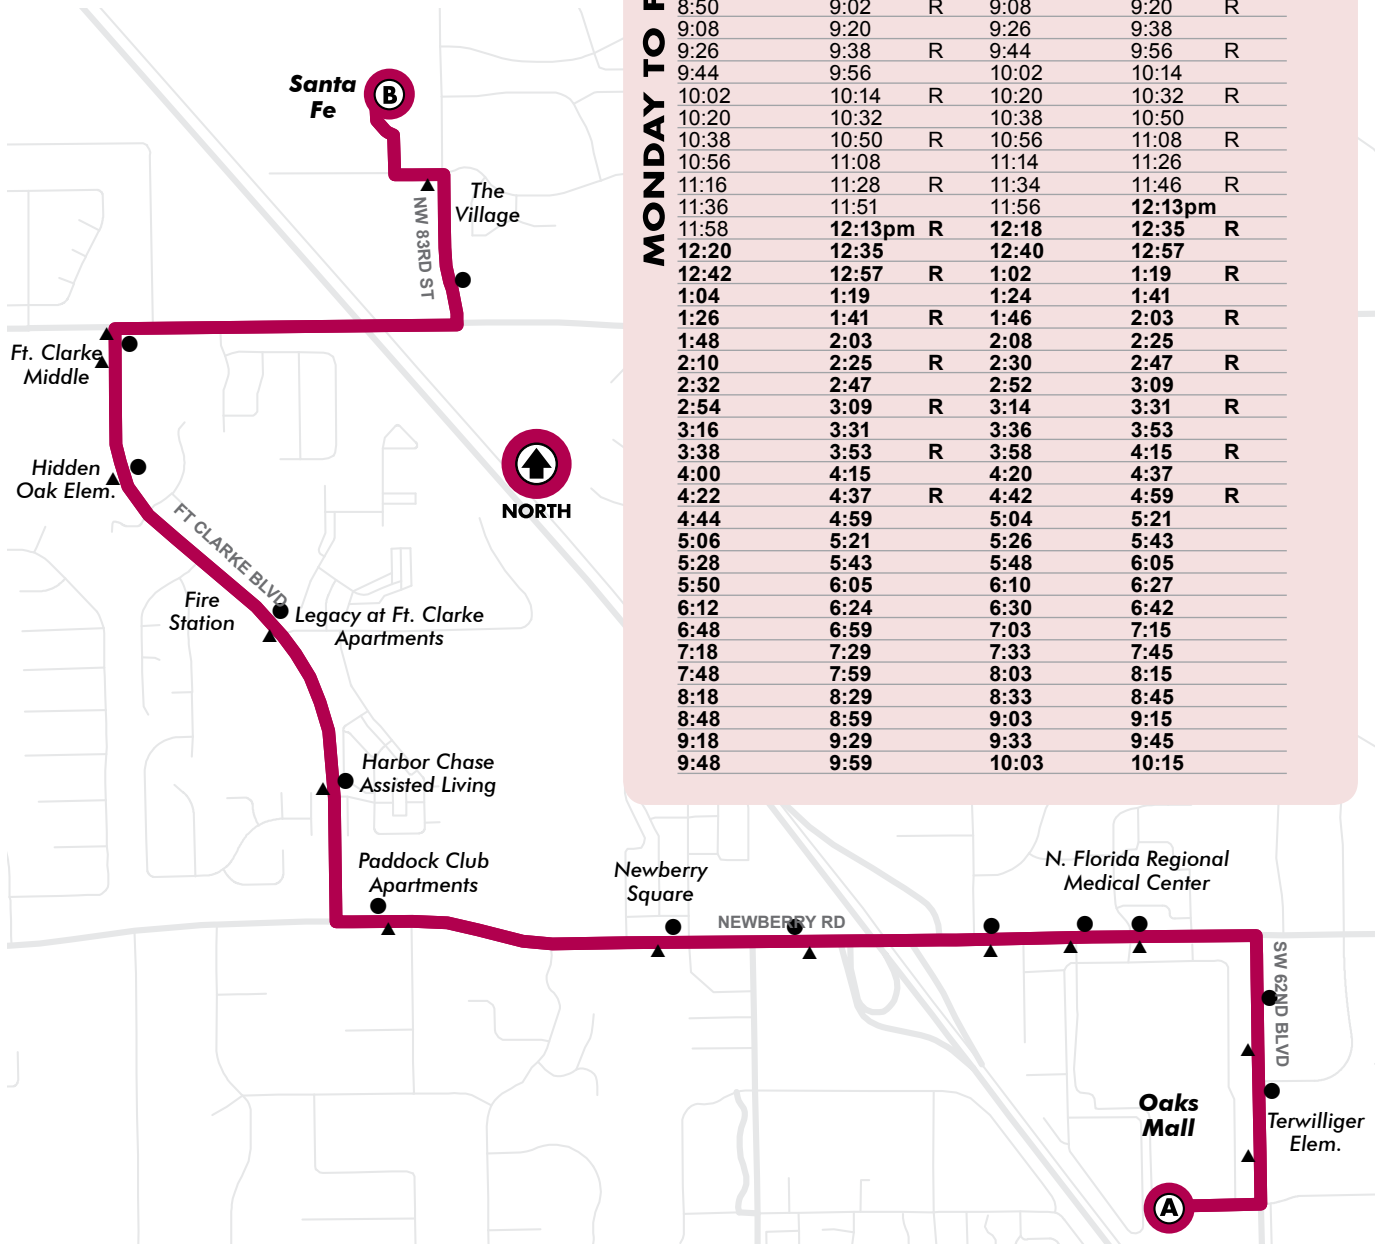 MONDAY TO
8:50 9:02 R 9:08 9:20 R
9:08 9:20 9:26 9:38
9:26 9:38 R 9:44 9:56 R
9:44 9:56 10:02 10:14
10:02 10:14 R 10:20 10:32 R
10:20 10:32 10:38 10:50
10:38 10:50 R 10:56 11:08 R
10:56 11:08 11:14 11:26
11:16 11:28 R 11:34 11:46 R
11:36 11:51 11:56 12:13pm
11:58 12:13pm R 12:18 12:35 R
12:20 12:35 12:40 12:57
12:42 12:57 R 1:02 1:19 R
1:04 1:19 1:24 1:41
1:26 1:41 R 1:46 2:03 R
1:48 2:03 2:08 2:25
2:10 2:25 R 2:30 2:47 R
2:32 2:47 2:52 3:09
2:54 3:09 R 3:14 3:31 R
3:16 3:31 3:36 3:53
3:38 3:53 R 3:58 4:15 R
4:00 4:15 4:20 4:37
4:22 4:37 R 4:42 4:59 R
4:44 4:59 5:04 5:21
5:06 5:21 5:26 5:43
5:28 5:43 5:48 6:05
5:50 6:05 6:10 6:27
6:12 6:24 6:30 6:42
6:48 6:59 7:03 7:15
7:18 7:29 7:33 7:45
7:48 7:59 8:03 8:15
8:18 8:29 8:33 8:45
8:48 8:59 9:03 9:15
9:18 9:29 9:33 9:45
9:48 9:59 10:03 10:15
Santa
Fe
B
The
Village
NW 83RD ST
Ft. Clarke
Middle
Hidden
Oak Elem.
NORTH
FT CLARKE BLVD
Fire
Station
Legacy at Ft. Clarke
Apartments
Harbor Chase
Assisted Living
Paddock Club
Apartments
Newberry
Square
NEWBERRY RD
N. Florida Regional
Medical Center
SW 62ND BLVD
Oaks
Mall
Terwilliger
Elem.
A